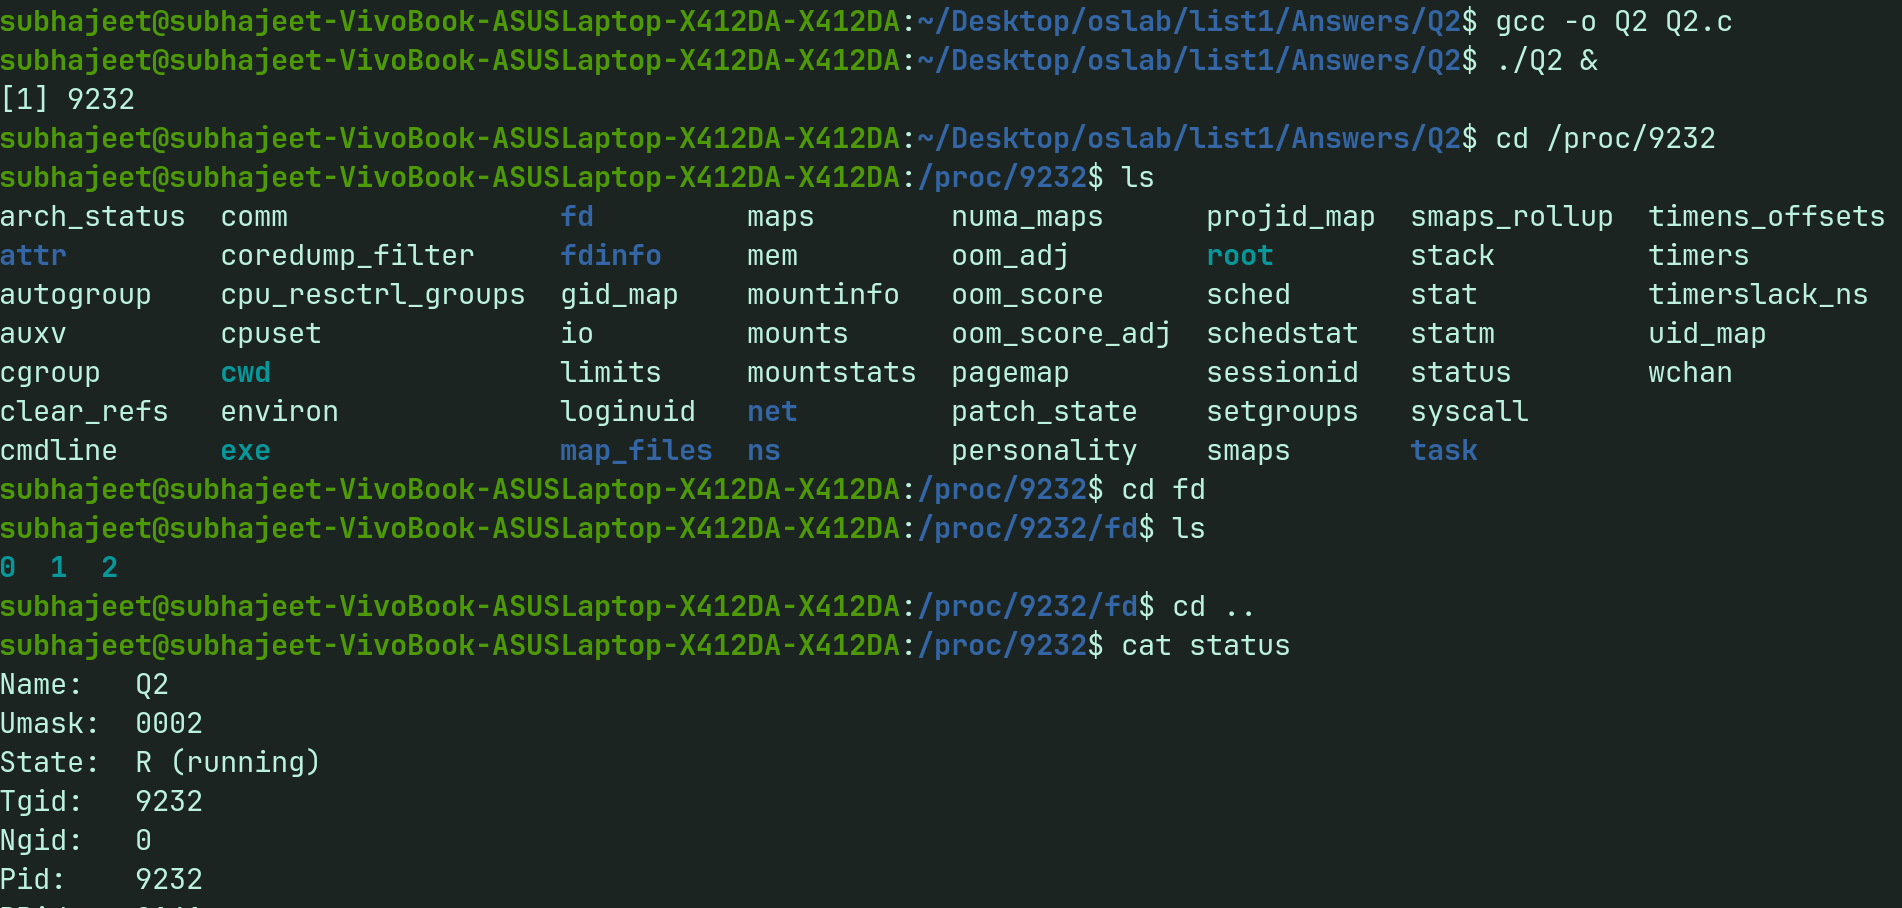 subhajeet@subhajeet-VivoBook-ASUSLaptop-X412DA-X412DA:~/Desktop/oslab/list1/Answers/Q2$ gcc -o Q2 Q2.c
subhajeet@subhajeet-VivoBook-ASUSLaptop-X412DA-X412DA:~/Desktop/oslab/list1/Answers/Q2$ ./Q2 &
[1] 9232
subhajeet@subhajeet-VivoBook-ASUSLaptop-X412DA-X412DA:~/Desktop/oslab/list1/Answers/Q2$ cd /proc/9232
subhajeet@subhajeet-VivoBook-ASUSLaptop-X412DA-X412DA:/proc/9232$ ls
arch_status  comm                fd         maps        numa_maps      projid_map  smaps_rollup  timens_offsets
attr         coredump_filter     fdinfo     mem         oom_adj        root        stack         timers
autogroup    cpu_resctrl_groups  gid_map    mountinfo   oom_score      sched       stat          timerslack_ns
auxv         cpuset              io         mounts      oom_score_adj  schedstat   statm         uid_map
cgroup       cwd                 limits     mountstats  pagemap        sessionid   status        wchan
clear_refs   environ             loginuid   net         patch_state    setgroups   syscall
cmdline      exe                 map_files  ns          personality    smaps       task
subhajeet@subhajeet-VivoBook-ASUSLaptop-X412DA-X412DA:/proc/9232$ cd fd
subhajeet@subhajeet-VivoBook-ASUSLaptop-X412DA-X412DA:/proc/9232/fd$ ls
0  1  2
subhajeet@subhajeet-VivoBook-ASUSLaptop-X412DA-X412DA:/proc/9232/fd$ cd ..
subhajeet@subhajeet-VivoBook-ASUSLaptop-X412DA-X412DA:/proc/9232$ cat status
Name:   Q2
Umask:  0002
State:  R (running)
Tgid:   9232
Ngid:   0
Pid:    9232